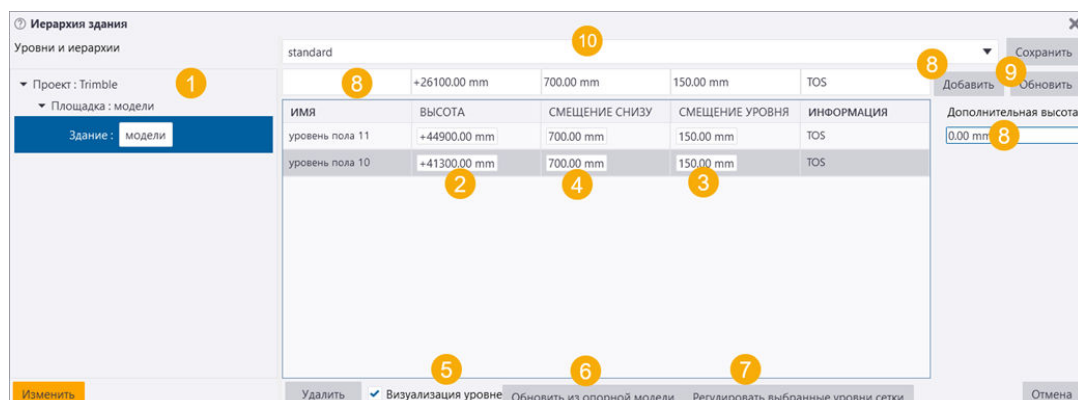 Иерархия здания
Уровни и иерархии
standard
10
Сохранить
Проект : Trimble
1
8
+26100.00 mm
700.00 mm
150.00 mm
TOS
8
Добавить
9
Обновить
Площадка : модели
Здание : модели
ИМЯ
ВЫСОТА
СМЕЩЕНИЕ СНИЗУ
СМЕЩЕНИЕ УРОВНЯ
ИНФОРМАЦИЯ
Дополнительная высота
уровень пола 11
+44900.00 mm
700.00 mm
150.00 mm
TOS
0.00 mm
8
уровень пола 10
+41300.00 mm
700.00 mm
150.00 mm
TOS
2
4
3
5
6
7
Изменить
Удалить
Визуализация уровне
Обновить из опорной модели
Регулировать выбранные уровни сетки
Отмена